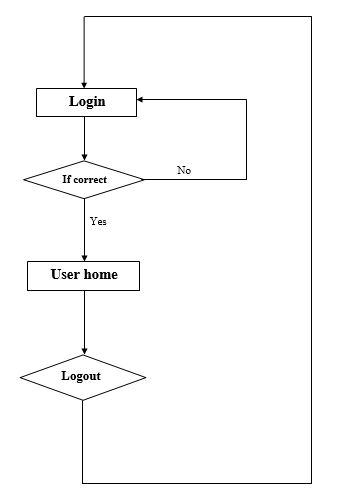 Login
If correct
No
Yes
User home
Logout